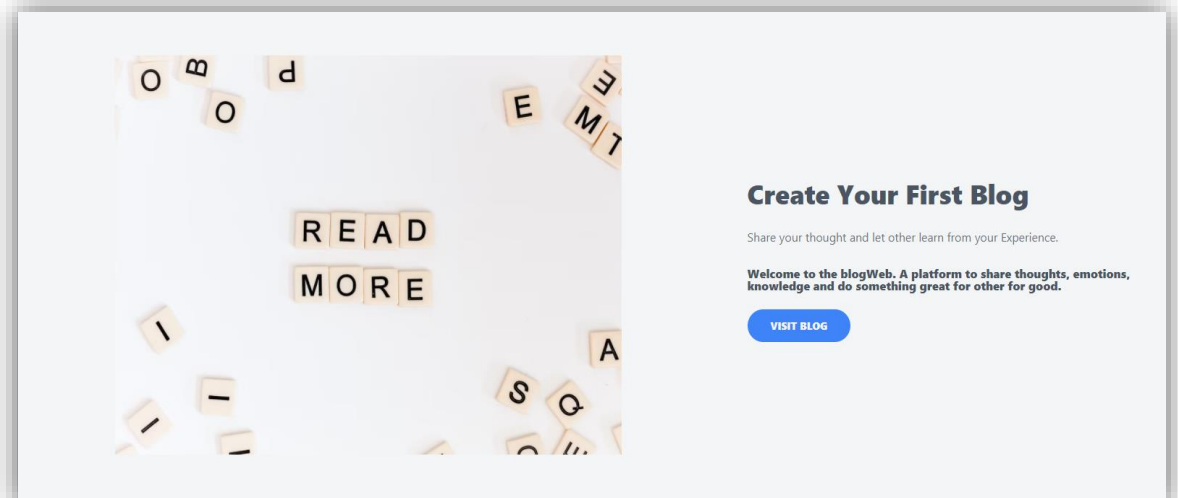 O B P E E
O M T
READ
MORE
I I I I
A
S Q
Create Your First Blog
Share your thought and let other learn from your Experience.
Welcome to the blogWeb. A platform to share thoughts, emotions,
knowledge and do something great for other for good.
VISIT BLOG